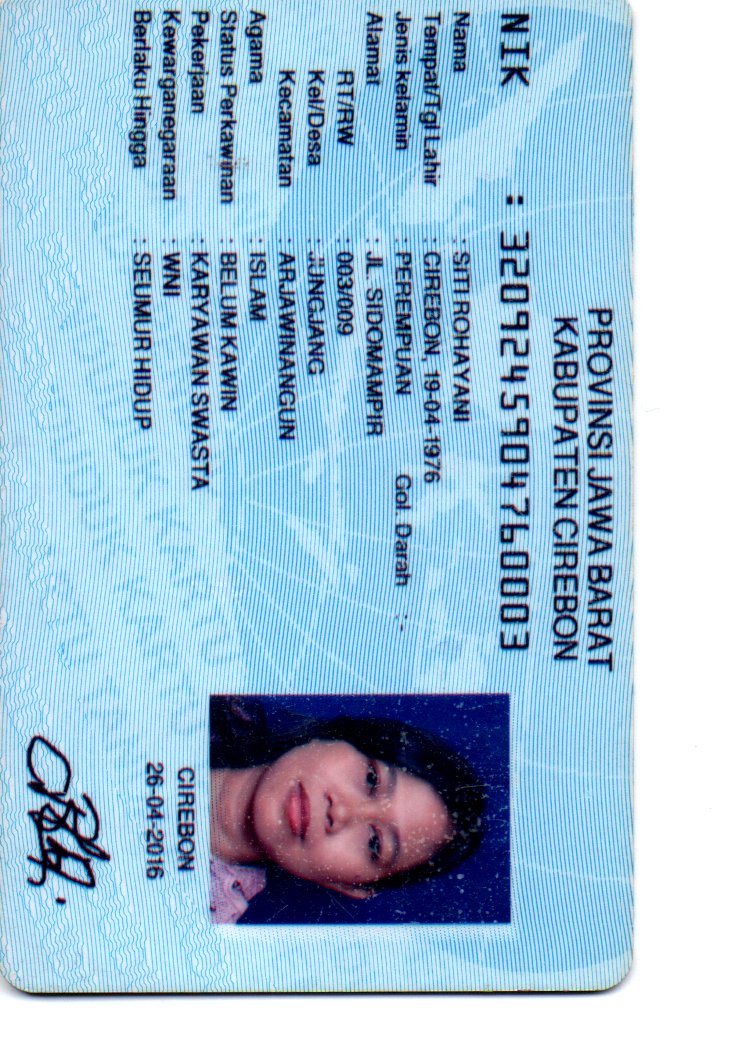 PROVINSI JAWA BARAT
KABUPATEN CIREBON
NIK : 3209245904760003
Nama : SITI ROHAYANI
Tempat/Tgl Lahir : CIREBON, 19-04-1976
Jenis kelamin : PEREMPUAN Gol. Darah :-
Alamat : JL. SIDOMAMPIR
RT/RW : 003/009
Kel/Desa : JUNGJANG
Kecamatan : ARJAWINANGUN
Agama : ISLAM
Status Perkawinan : BELUM KAWIN
Pekerjaan : KARYAWAN SWASTA
Kewarganegaraan : WNI
Berlaku Hingga : SEUMUR HIDUP
CIREBON
26-04-2016